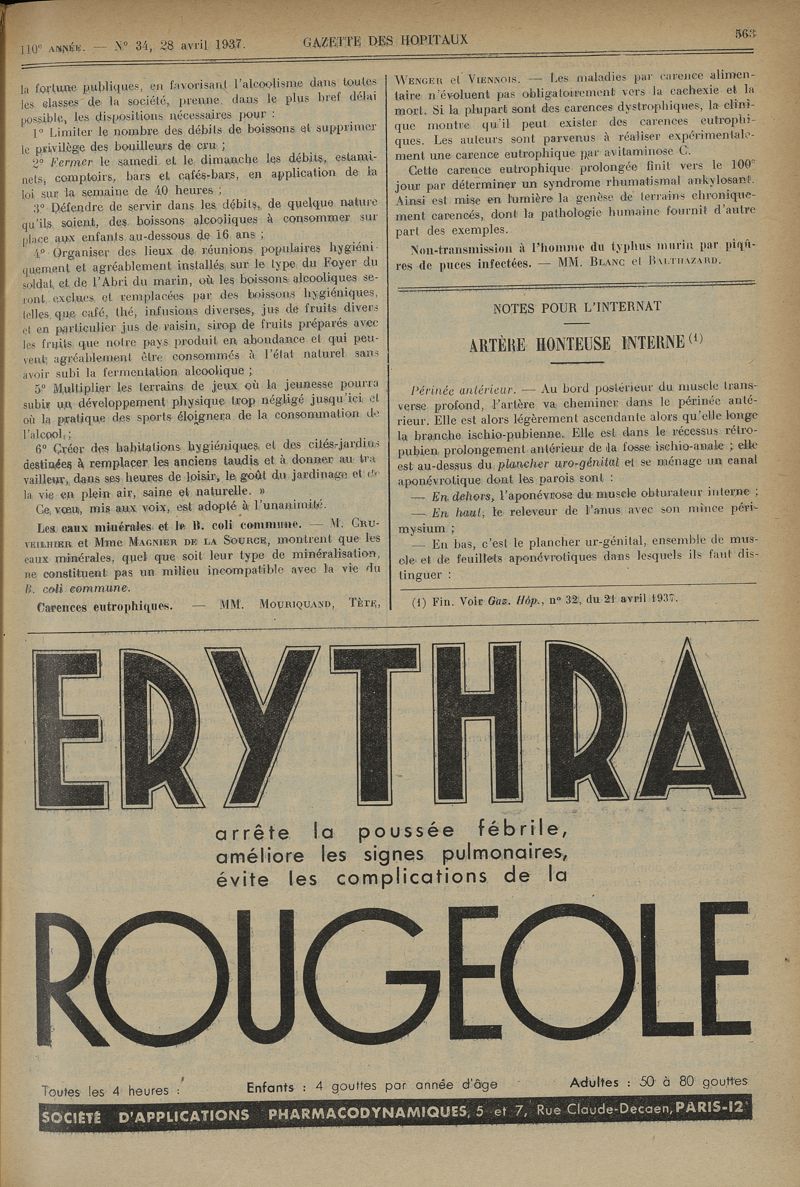 110e ANNÉE. — No 34, 28 avril 1937.
GAZETTE DES HOPITAUX
563
la fortune publiques, en favorisant l'alcoolisme dans toutes
les classes de la société, prenne dans le plus bref délai
possible, les dispositions nécessaires pour :
1o Limiter le nombre des débits de boissons et supprimer
le privilège des bouilleurs de cru ;
2o Fermer le samedi et le dimanche les débits, estami-
nets, comptoirs, bars et cafés-bars, en application de la
loi sur la semaine de 40 heures ;
3o Défendre de servir dans les débits, de quelque nature
qu'ils soient, des boissons alcooliques à consommer sur
place aux enfants au-dessous de 16 ans ;
4o Organiser des lieux de réunions populaires hygiéni-
quement et agréablement installés sur le type du Foyer du
soldat et de l'Abri du marin, où les boissons alcooliques se-
ront exclues et remplacées par des boissons hygiéniques,
telles que café, thé, infusions diverses, jus de fruits divers
et en particulier jus de raisin, sirop de fruits préparés avec
les fruits que notre pays produit en abondance et qui peu-
vent agréablement être consommés à l'état naturel sans
avoir subi la fermentation alcoolique ;
5o Multiplier les terrains de jeux où la jeunesse pourra
subir un développement physique trop négligé jusqu'ici et
où la pratique des sports éloignera de la consommation de
l'alcool ;
6o Créer des habitations hygiéniques et des cités-jardins
destinées à remplacer les anciens taudis et à donner au tra
vailleur, dans ses heures de loisir, le goût du jardinage et de
la vie en plein air, saine et naturelle. »
Ce vœu, mis aux voix, est adopté à l'unanimité.
Les eaux minérales et le B. coli commune. — M. CRU-
VEILHIER et Mme MAGNIER DE LA SOURCE, montrent que les
eaux minérales, quel que soit leur type de minéralisation,
ne constituent pas un milieu incompatible avec la vie du
B. coli commune.
Carences eutrophiques. — MM. MOURIQUAND, TÊTE,
WENGER et VIENNOIS. — Les maladies par carence alimen-
taire n'évoluent pas obligatoirement vers la cachexie et la
mort. Si la plupart sont des carences dystrophiques, la clini-
que montre qu'il peut exister des carences eutrophi-
ques. Les auteurs sont parvenus à réaliser expérimentale-
ment une carence eutrophique par avitaminose C.
Cette carence eutrophique prolongée finit vers le 100e
jour par déterminer un syndrome rhumatismal ankylosant.
Ainsi est mise en lumière la genèse de terrains chronique-
ment carencés, dont la pathologie humaine fournit d'autre
part des exemples.
Non-transmission à l'homme du typhus murin par piqû-
res de puces infectées. — MM. BLANC et BALTHAZARD.
NOTES POUR L'INTERNAT
ARTÈRE HONTEUSE INTERNE (1)
Périnée antérieur. — Au bord postérieur du muscle trans-
verse profond, l'artère va cheminer dans le périnée anté-
rieur. Elle est alors légèrement ascendante alors qu'elle longe
la branche ischio-pubienne. Elle est dans le récessus rétro-
pubien prolongement antérieur de la fosse ischio-anale ; elle
est au-dessus du plancher uro-génital et se ménage un canal
aponévrotique dont les parois sont :
— En dehors, l'aponévrose du muscle obturateur interne ;
— En haut, le releveur de l'anus avec son mince péri-
mysium ;
— En bas, c'est le plancher ur-génital, ensemble de mus-
cle et de feuillets aponévrotiques dans lesquels il faut dis-
tinguer :
(1) Fin. Voir Gaz. Hôp., no 32, du 21 avril 1937.
ERYTHRA
arrête la poussée fébrile,
améliore les signes pulmonaires,
évite les complications de la
ROUGEOLE
Toutes les 4 heures : Enfants : 4 gouttes par année d'âge Adultes : 50 à 80 gouttes
SOCIÉTÉ D'APPLICATIONS PHARMACODYNAMIQUES, 5 et 7, Rue Claude-Decaen, PARIS-12e